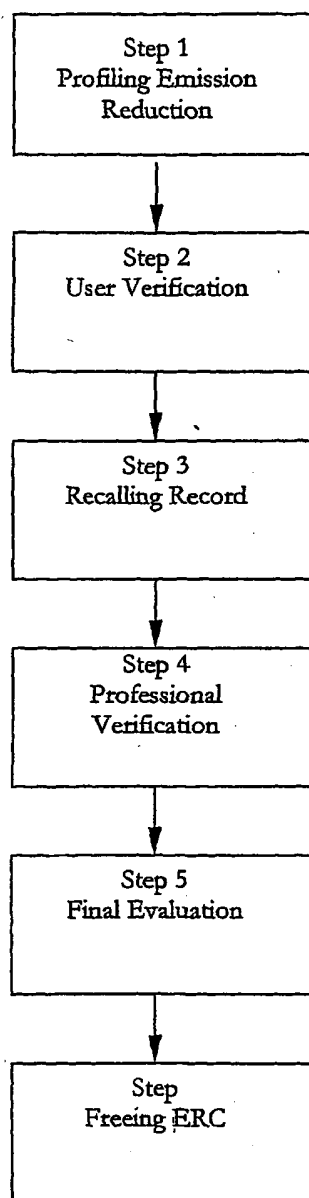 Step 1
Profiling Emission
Reduction
Step 2
User Verification
Step 3
Recalling Record
Step 4
Professional
Verification
Step 5
Final Evaluation
Step
Freeing ERC